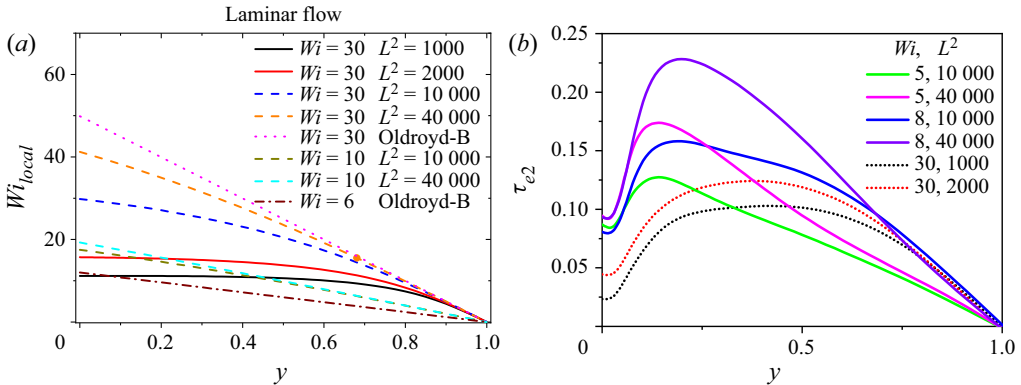 Laminar flow
(a)
Wi = 30 L² = 1000
Wi = 30 L² = 2000
Wi = 30 L² = 10 000
Wi = 30 L² = 40 000
Wi = 30 Oldroyd-B
Wi = 10 L² = 10 000
Wi = 10 L² = 40 000
Wi = 6 Oldroyd-B
60
40
20
0
0.2
0.4
0.6
0.8
1.0
Wi_local
y
(b)
Wi, L²
5, 10 000
5, 40 000
8, 10 000
8, 40 000
30, 1000
30, 2000
0.25
0.20
0.15
0.10
0.05
0
0.5
1.0
τ_e2
y